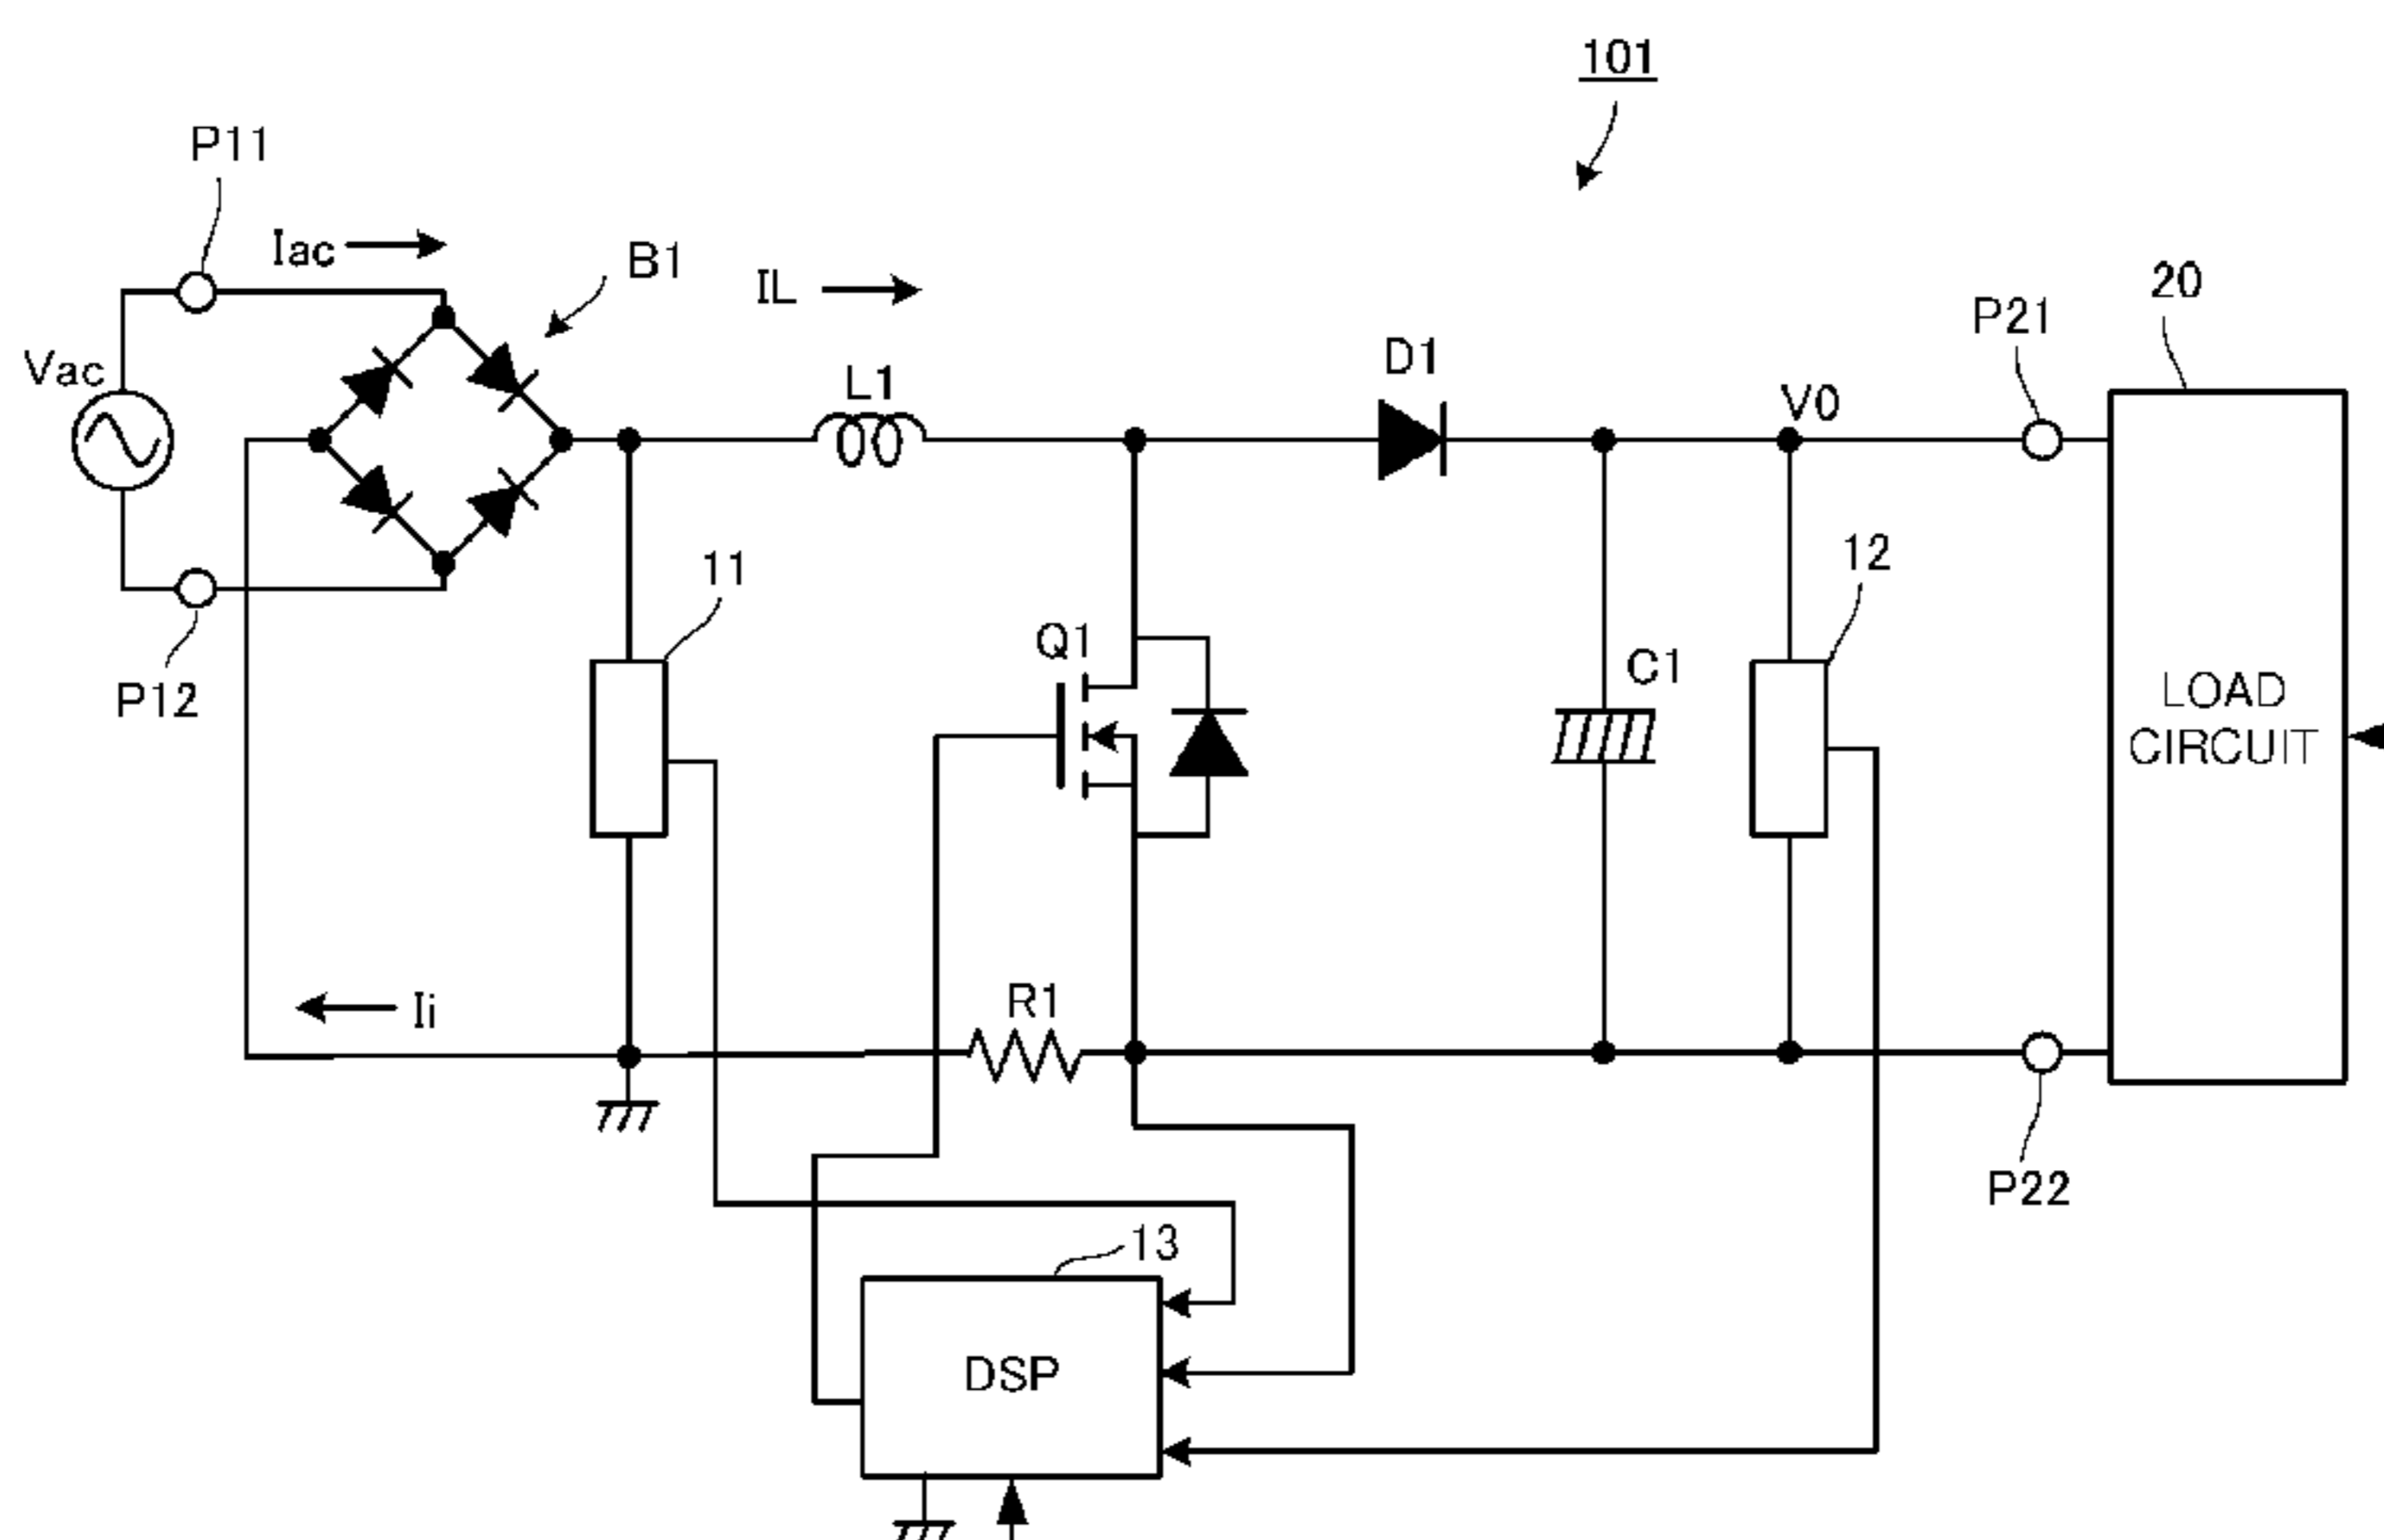 101
P11
Iac
B1
IL
20
P21
Vac
D1
L1
V0
11
12
Q1
C1
P12
LOAD
CIRCUIT
R1
Ii
P22
13
DSP